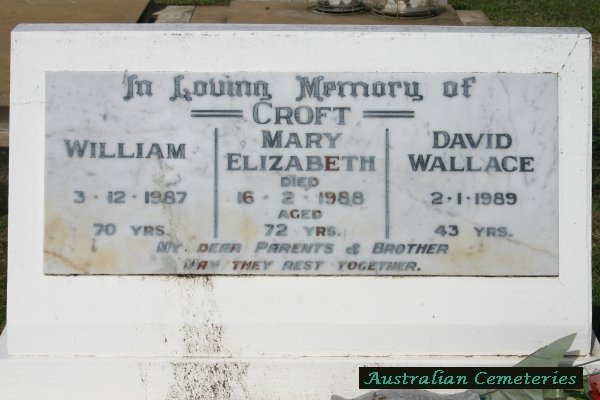 In Loving Memory of
CROFT
WILLIAM
3·12·1987
70 YRS.
MARY
ELIZABETH
DIED
16·2·1988
AGED
72 YRS.
DAVID
WALLACE
2·1·1989
43 YRS.
MY DEAR PARENTS & BROTHER
MAY THEY REST TOGETHER.
Australian Cemeteries